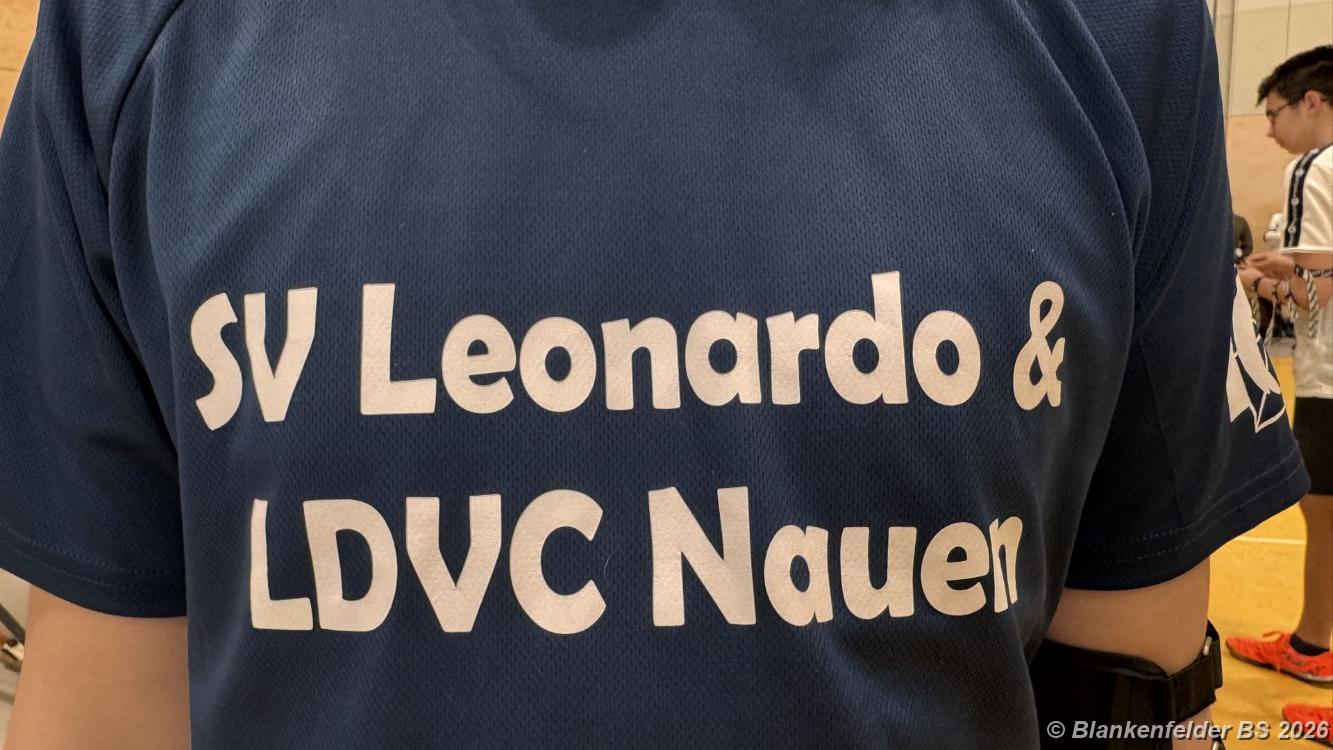 SV Leonardo &
LDVC Nauen
© Blankenfelder BS 2026